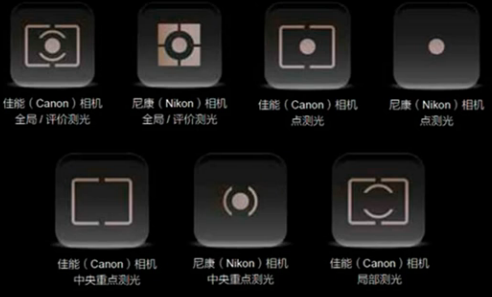 佳能（Canon）相机
全局 / 评价测光
尼康（Nikon）相机
全局 / 评价测光
佳能（Canon）相机
点测光
尼康（Nikon）相机
点测光
佳能（Canon）相机
中央重点测光
尼康（Nikon）相机
中央重点测光
佳能（Canon）相机
局部测光